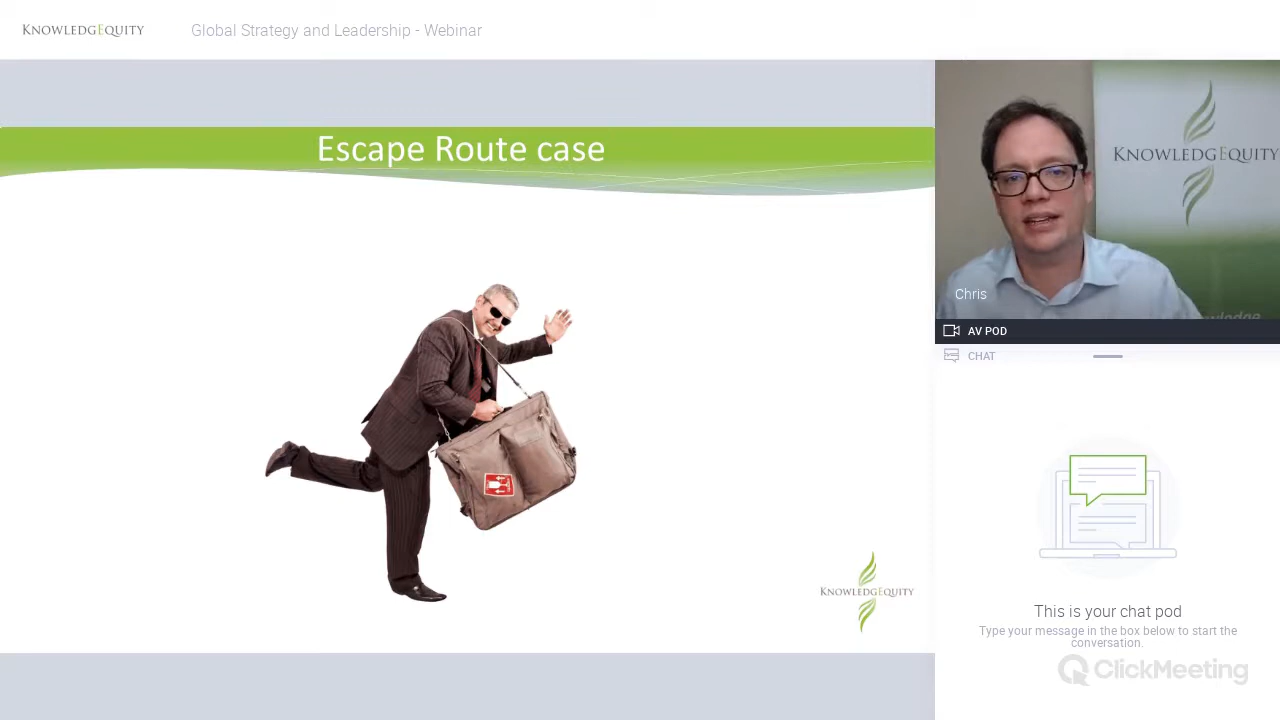 KNOWLEDGEQUITY
Global Strategy and Leadership - Webinar
Escape Route case
KNOWLEDGEQUITY
KNOWLEDGEQUITY
Chris
AV POD
CHAT
This is your chat pod
Type your message in the box below to start the
conversation.
ClickMeeting